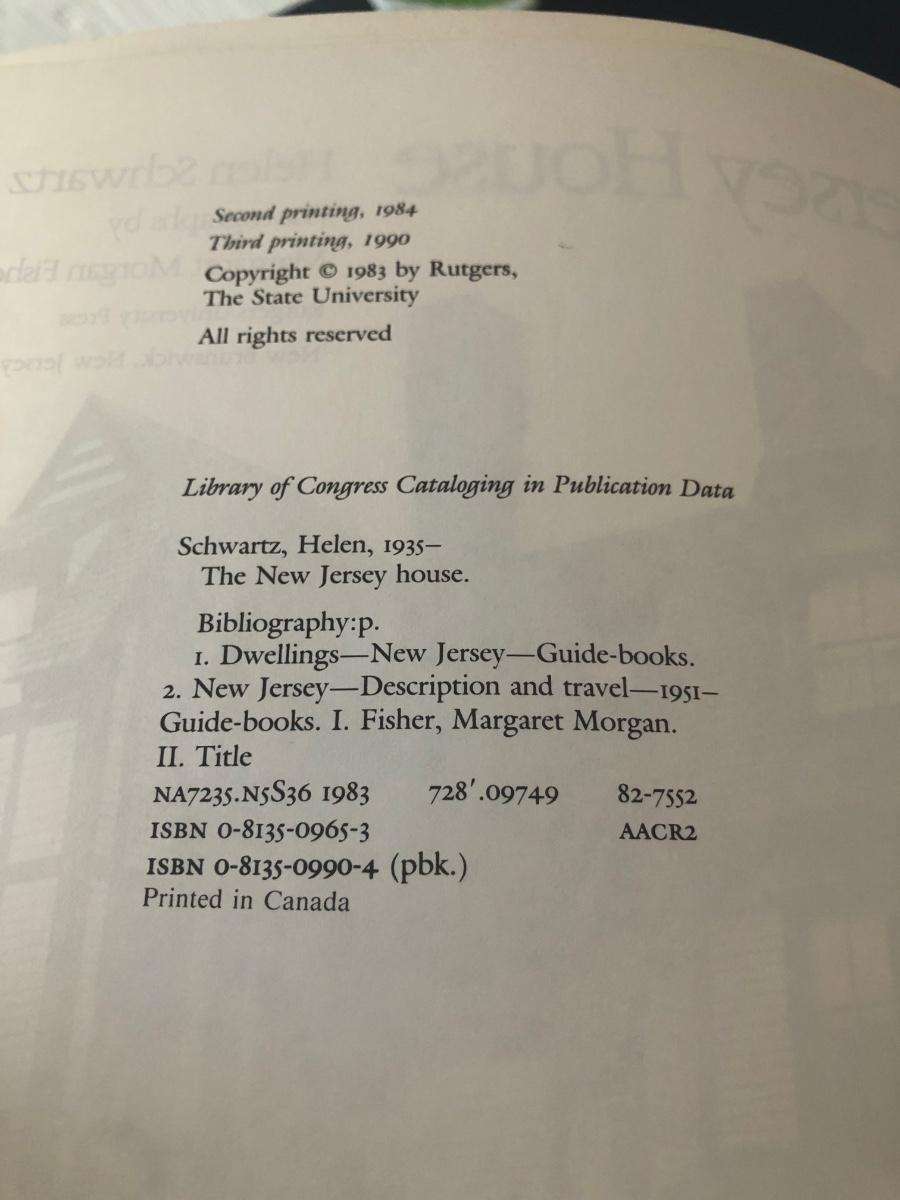 Second printing, 1984
Third printing, 1990
Copyright © 1983 by Rutgers,
The State University
All rights reserved
Library of Congress Cataloging in Publication Data
Schwartz, Helen, 1935–
The New Jersey house.
Bibliography:p.
1. Dwellings—New Jersey—Guide-books.
2. New Jersey—Description and travel—1951–
Guide-books. I. Fisher, Margaret Morgan.
II. Title
NA7235.N5S36 1983 728'.09749 82-7552
ISBN 0-8135-0965-3 AACR2
ISBN 0-8135-0990-4 (pbk.)
Printed in Canada